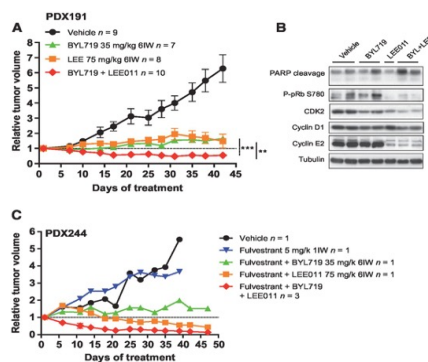 A
PDX191
Vehicle n = 9
BYL719 35 mg/kg 6IW n = 7
LEE 75 mg/kg 6IW n = 8
BYL719 + LEE011 n = 10
Relative tumor volume
10
9
8
7
6
5
4
3
2
1
0
0 5 10 15 20 25 30 35 40 45
Days of treatment
*** **
B
Vehicle BYL719 LEE011 BYL+LEE
PARP cleavage
P-pRb S780
CDK2
Cyclin D1
Cyclin E2
Tubulin
C
PDX244
Vehicle n = 1
Fulvestrant 5 mg/k 1IW n = 1
Fulvestrant + BYL719 35 mg/k 6IW n = 1
Fulvestrant + LEE011 75 mg/k 6IW n = 1
Fulvestrant + BYL719
+ LEE011 n = 3
Relative tumor volume
6
5
4
3
2
1
0
0 5 10 15 20 25 30 35 40 45 50
Days of treatment